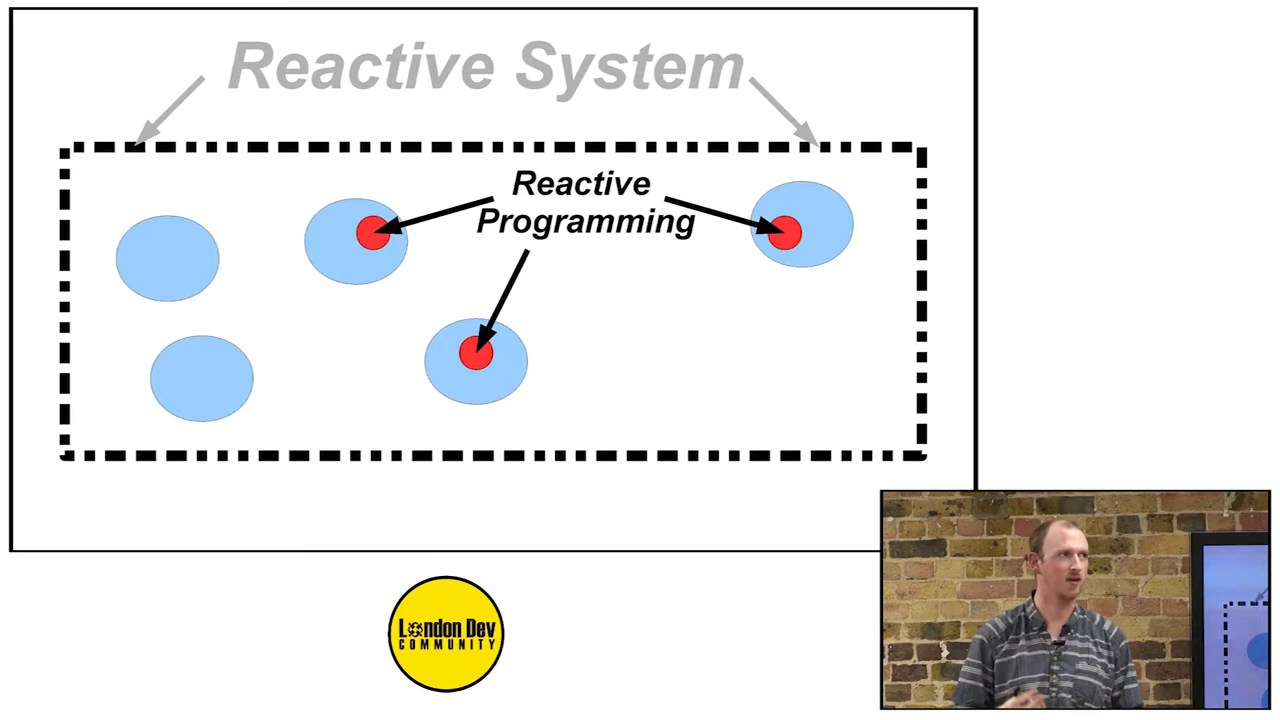 Reactive System
Reactive
Programming
London Dev
COMMUNITY